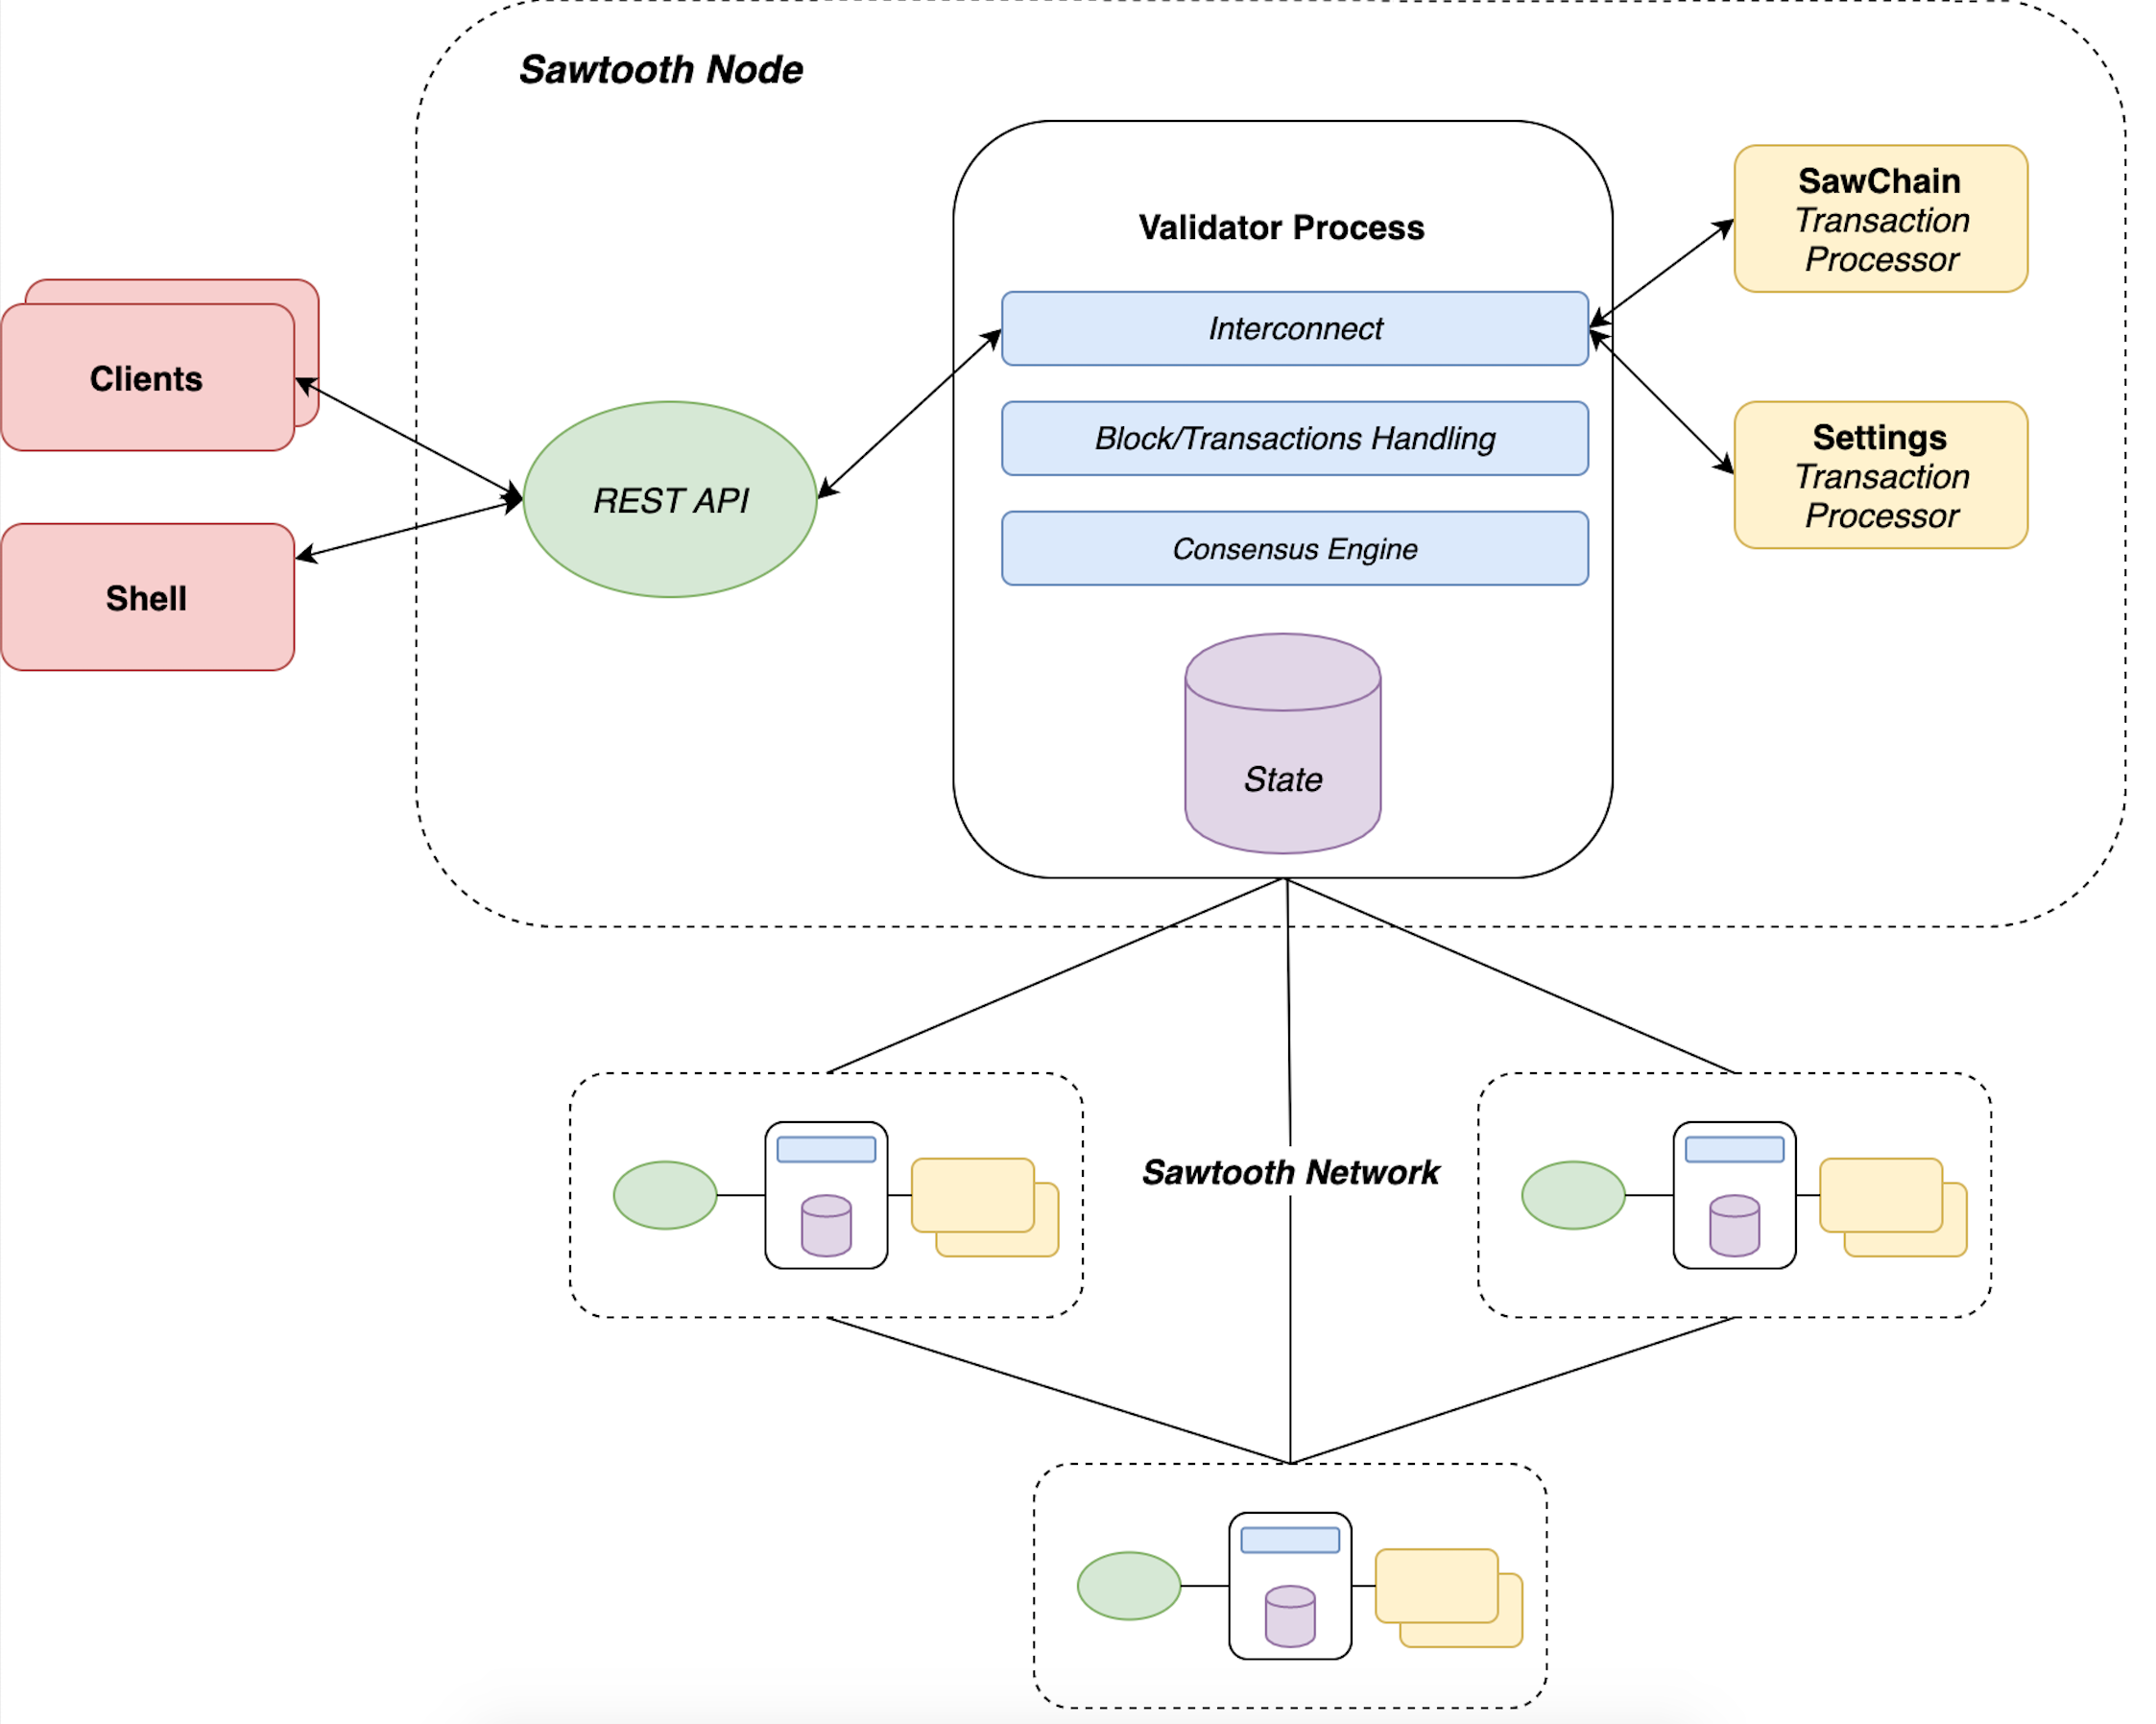 Sawtooth Node
Validator Process
Interconnect
Block/Transactions Handling
Consensus Engine
State
SawChain
Transaction
Processor
Settings
Transaction
Processor
Clients
Shell
REST API
Sawtooth Network